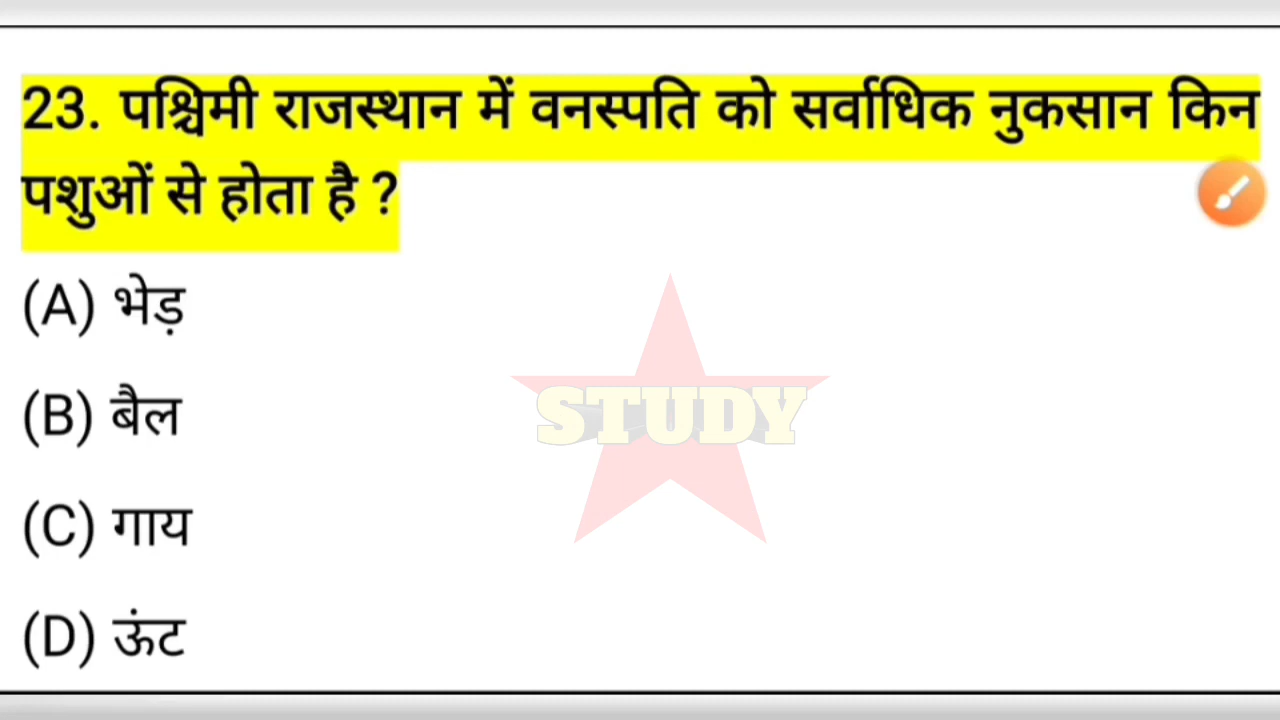 23. पश्चिमी राजस्थान में वनस्पति को सर्वाधिक नुकसान किन
पशुओं से होता है ?
(A) भेड़
STUDY
(B) बैल
(C) गाय
(D) ऊंट